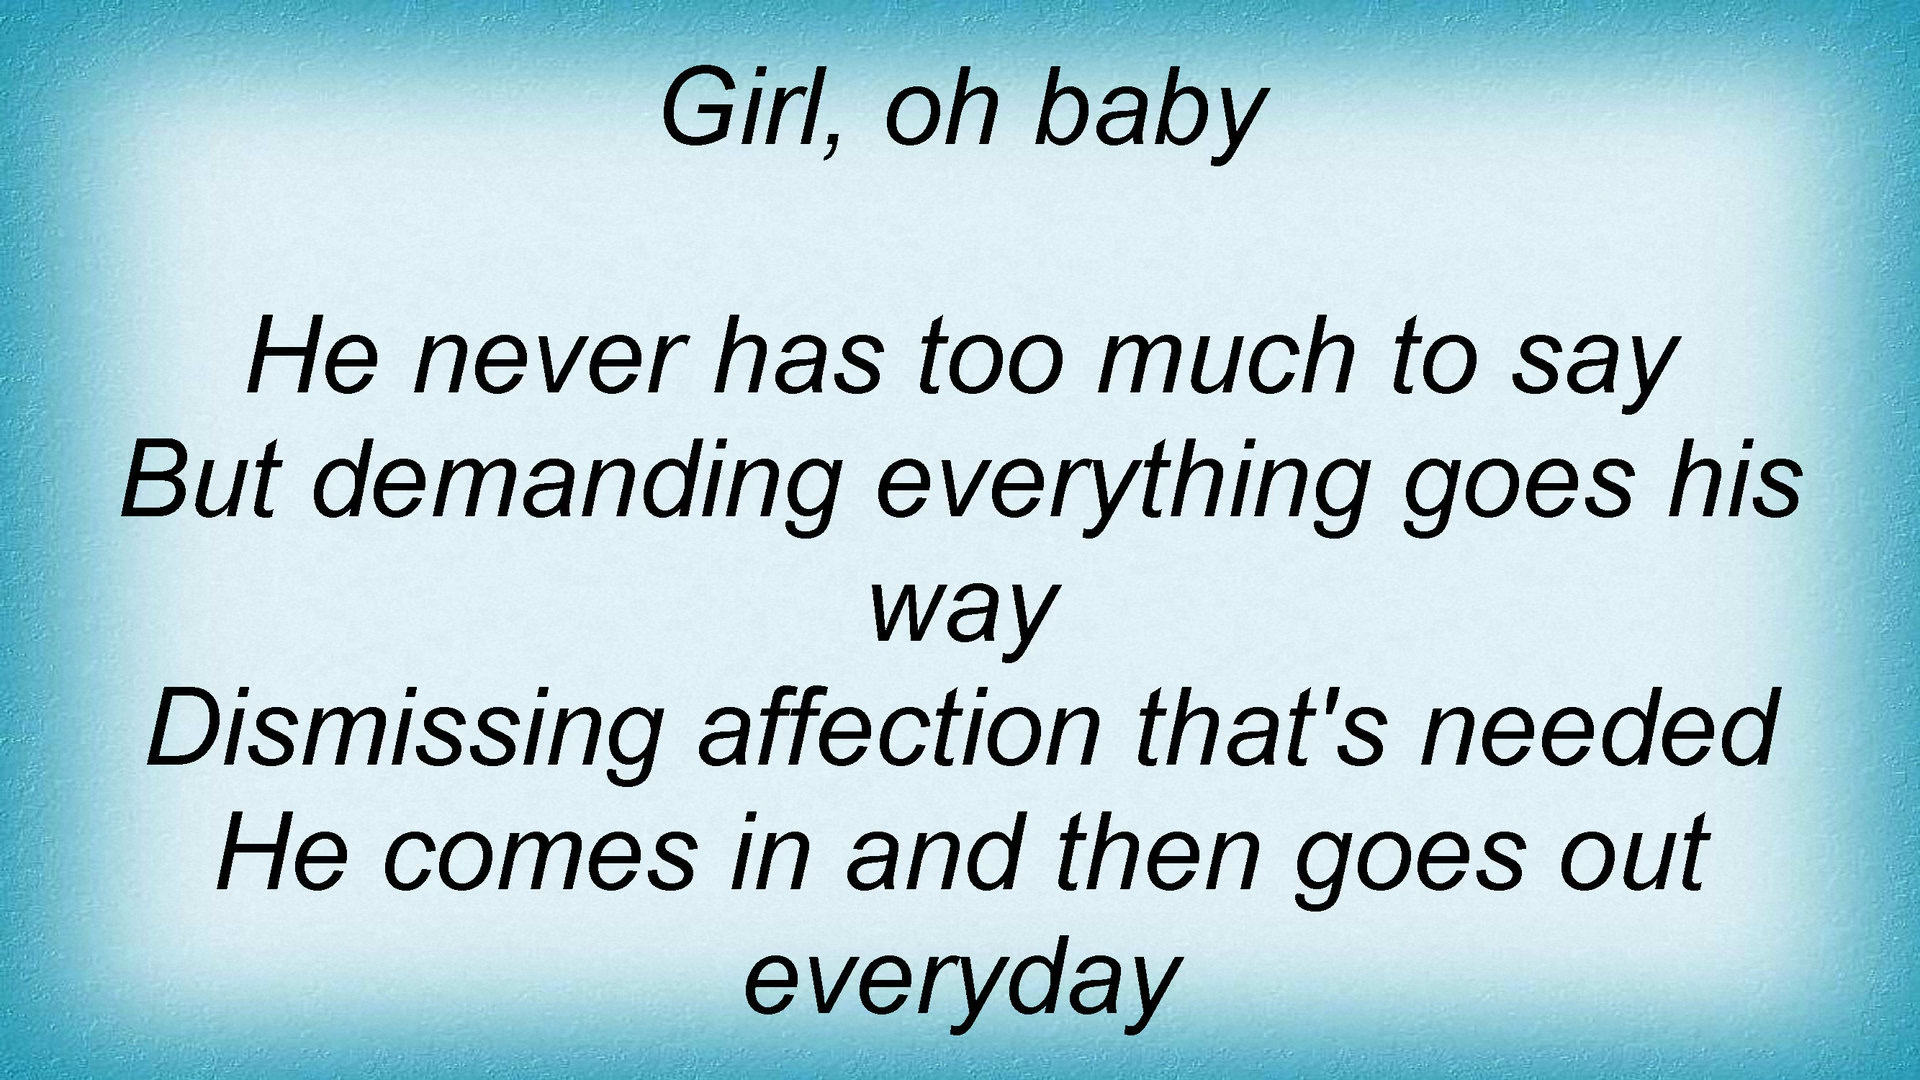 Girl, oh baby
He never has too much to say
But demanding everything goes his
way
Dismissing affection that's needed
He comes in and then goes out
everyday